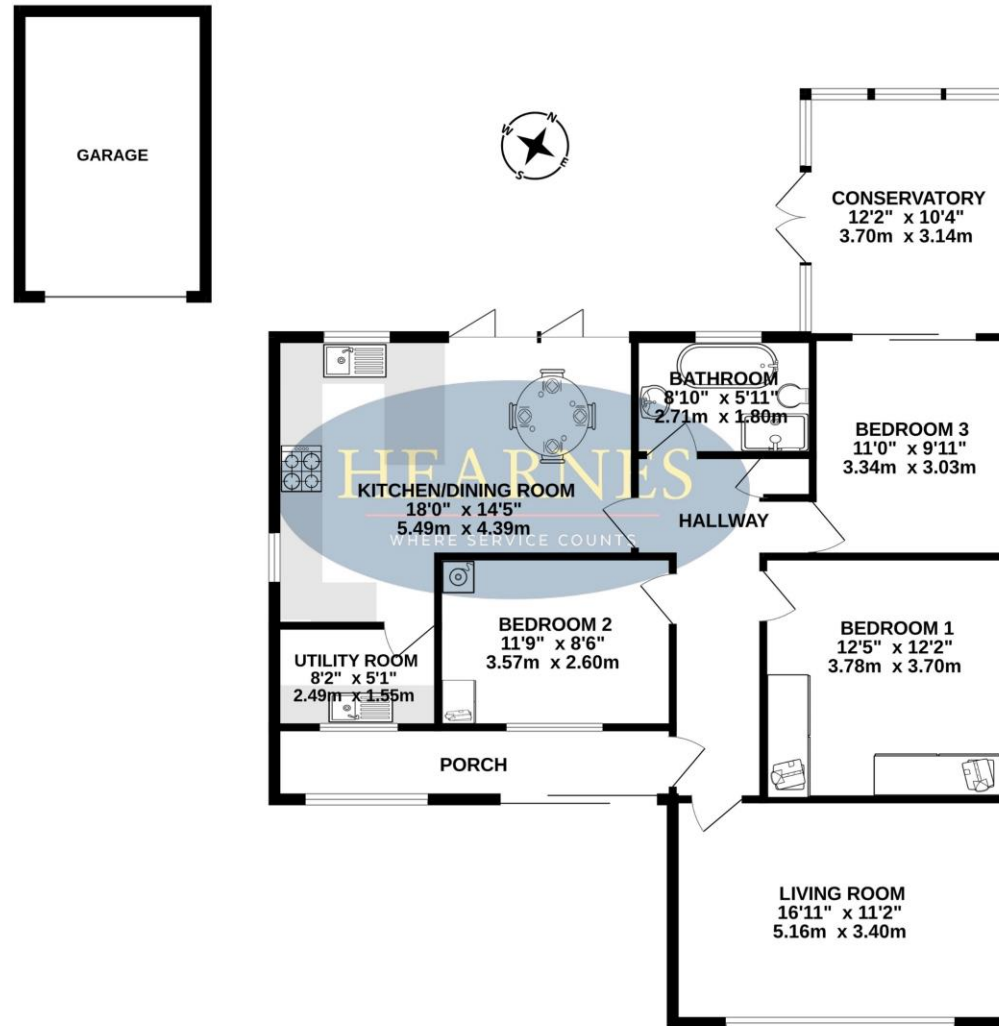 GARAGE
N
W
E
S
CONSERVATORY
12'2" x 10'4"
3.70m x 3.14m
BATHROOM
8'10" x 5'11"
2.71m x 1.80m
BEDROOM 3
11'0" x 9'11"
3.34m x 3.03m
HEARNES
KITCHEN/DINING ROOM
18'0" x 14'5"
5.49m x 4.39m
WHERE SERVICE COUNTS
HALLWAY
BEDROOM 2
11'9" x 8'6"
3.57m x 2.60m
BEDROOM 1
12'5" x 12'2"
3.78m x 3.70m
UTILITY ROOM
8'2" x 5'1"
2.49m x 1.55m
PORCH
LIVING ROOM
16'11" x 11'2"
5.16m x 3.40m